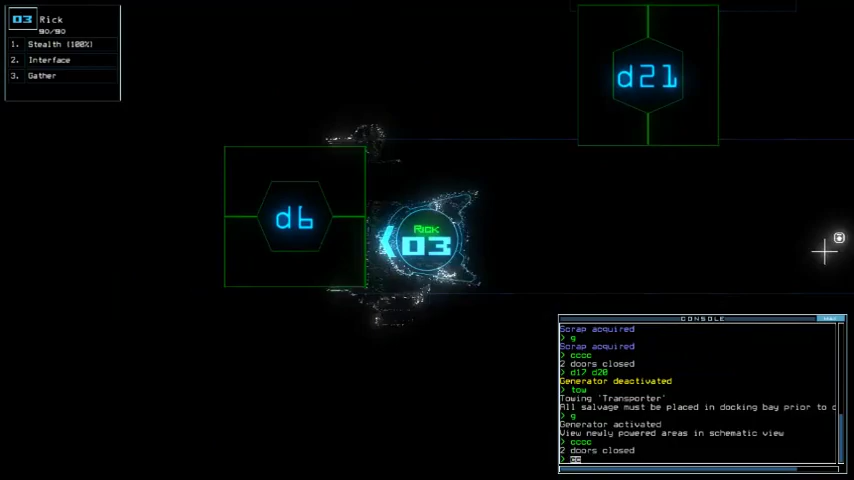 03 Rick
90/90
1. Stealth (100%)
2. Interface
3. Gather
d21
d6
Rick
03
CONSOLE
Scrap acquired
> g
Scrap acquired
> cccc
2 doors closed
> d17 d20
Generator deactivated
> tow
Towing 'Transporter'
All salvage must be placed in docking bay prior to
> g
Generator activated
View newly powered areas in schematic view
> cccc
2 doors closed
> cc